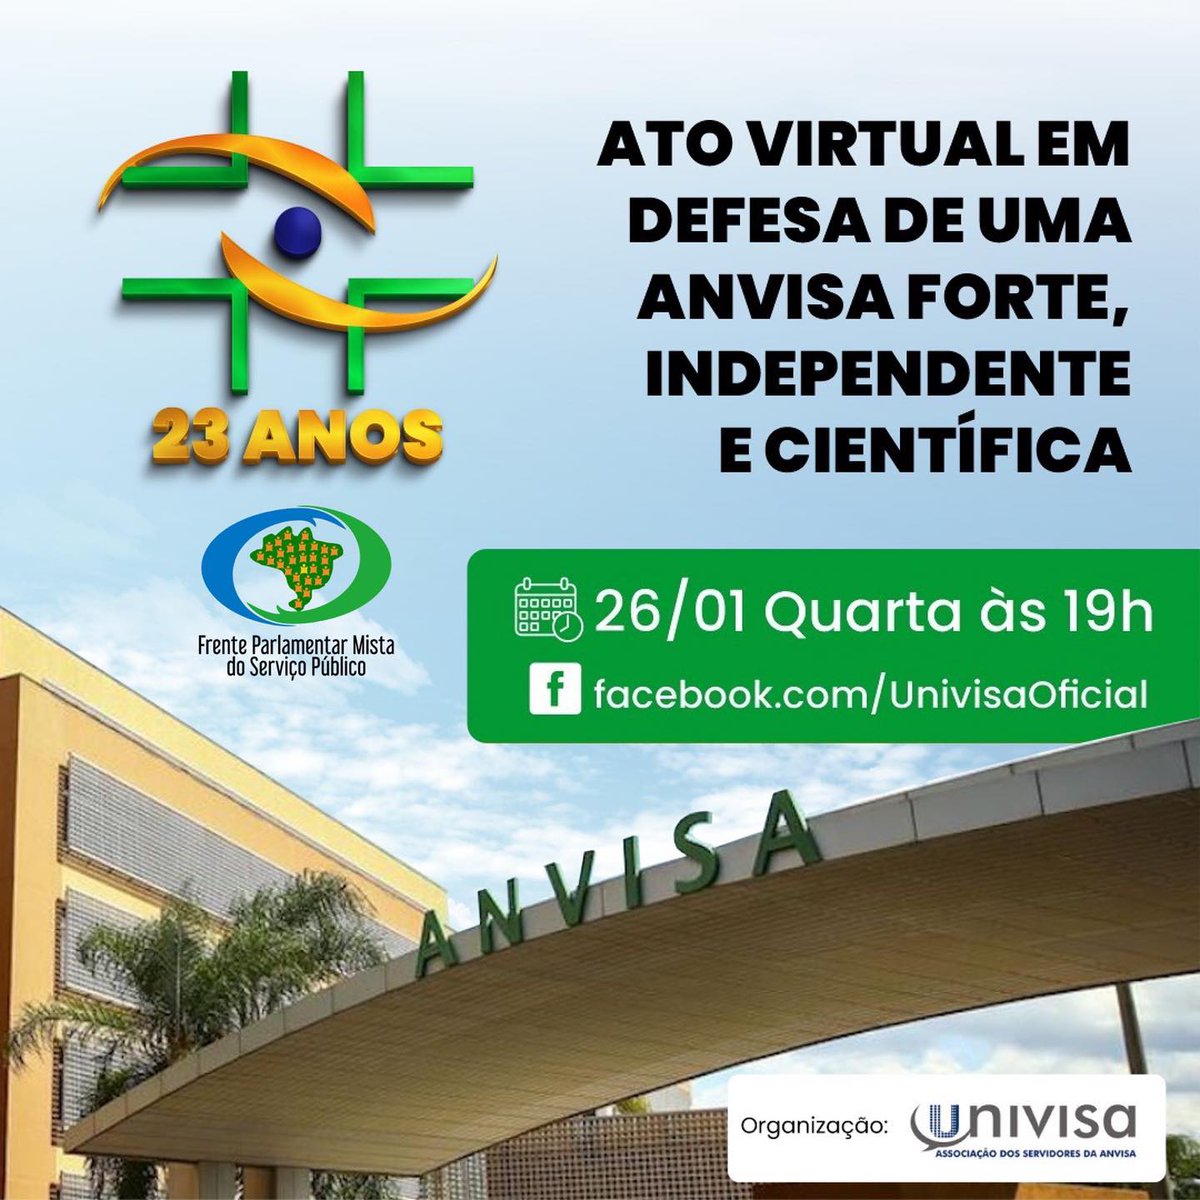 ATO VIRTUAL EM
DEFESA DE UMA
ANVISA FORTE,
INDEPENDENTE
E CIENTÍFICA
23 ANOS
Frente Parlamentar Mista
do Serviço Público
26/01 Quarta às 19h
facebook.com/UnivisaOficial
ANVISA
Organização:
Univisa
ASSOCIAÇÃO DOS SERVIDORES DA ANVISA